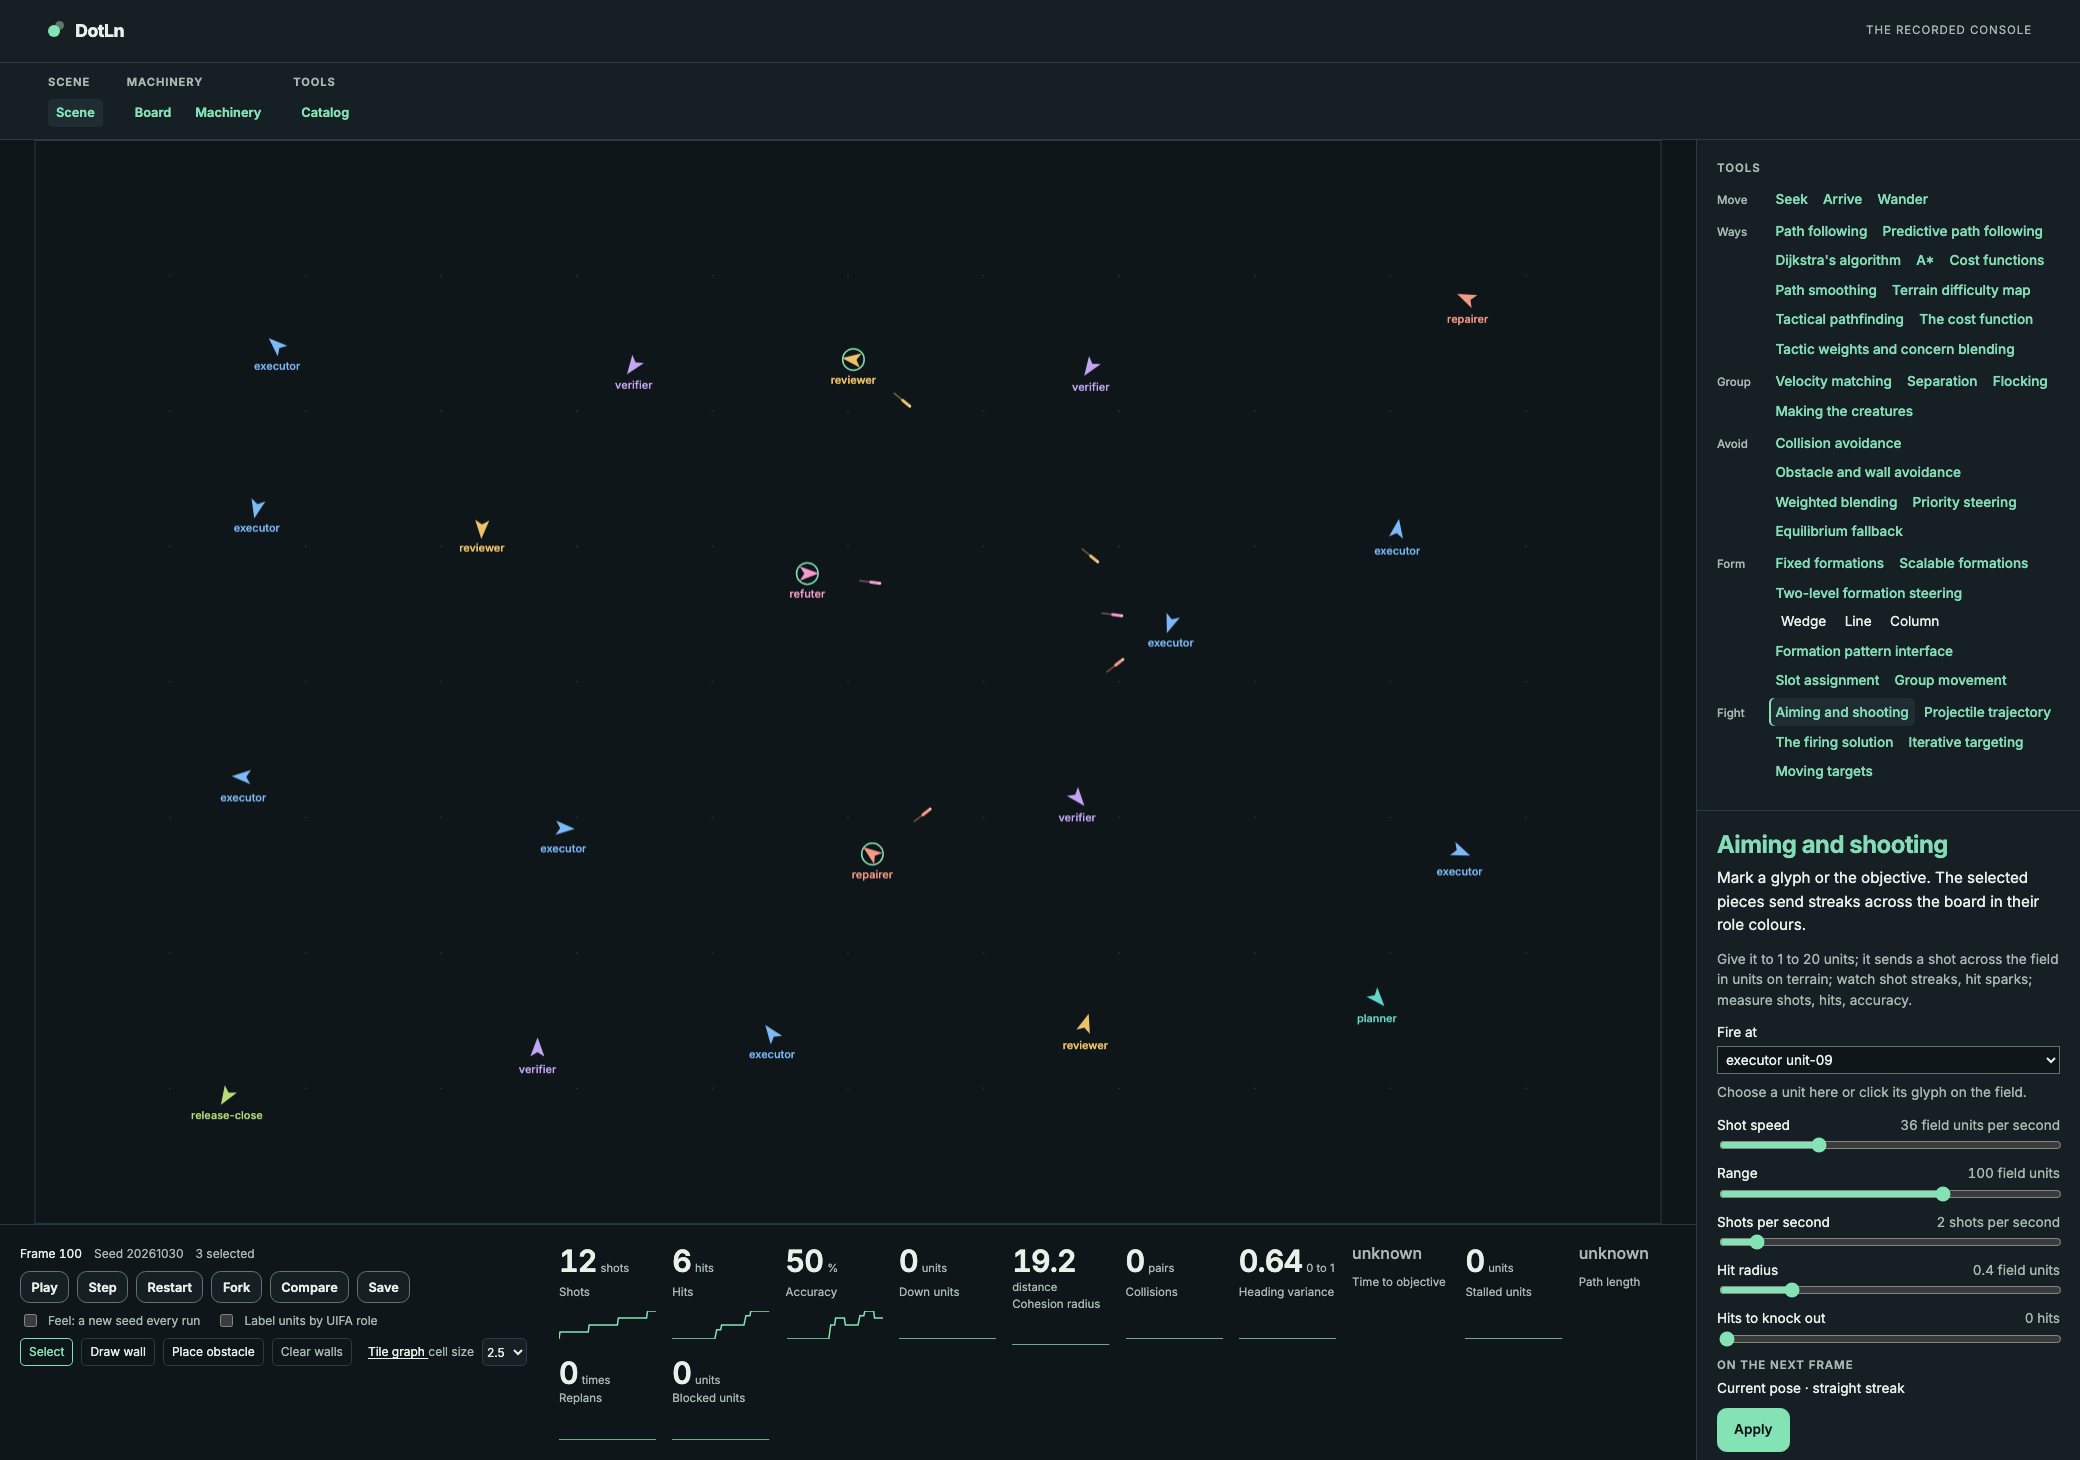 DotLn
THE RECORDED CONSOLE
SCENE MACHINERY TOOLS
Scene Board Machinery Catalog
repairer
executor
verifier
reviewer
verifier
executor
reviewer
executor
refuter
executor
executor
verifier
executor
repairer
executor
planner
reviewer
executor
verifier
release-close
TOOLS
Move Seek Arrive Wander
Ways Path following Predictive path following
Dijkstra's algorithm A* Cost functions
Path smoothing Terrain difficulty map
Tactical pathfinding The cost function
Tactic weights and concern blending
Group Velocity matching Separation Flocking
Making the creatures
Avoid Collision avoidance
Obstacle and wall avoidance
Weighted blending Priority steering
Equilibrium fallback
Form Fixed formations Scalable formations
Two-level formation steering
Wedge Line Column
Formation pattern interface
Slot assignment Group movement
Fight Aiming and shooting Projectile trajectory
The firing solution Iterative targeting
Moving targets
Aiming and shooting
Mark a glyph or the objective. The selected
pieces send streaks across the board in their
role colours.
Give it to 1 to 20 units; it sends a shot across the field
in units on terrain; watch shot streaks, hit sparks;
measure shots, hits, accuracy.
Fire at
executor unit-09
Choose a unit here or click its glyph on the field.
Shot speed 36 field units per second
Range 100 field units
Shots per second 2 shots per second
Hit radius 0.4 field units
Hits to knock out 0 hits
ON THE NEXT FRAME
Current pose · straight streak
Apply
Frame 100 Seed 20261030 3 selected
Play Step Restart Fork Compare Save
Feel: a new seed every run Label units by UIFA role
Select Draw wall Place obstacle Clear walls Tile graph cell size 2.5
12 shots
Shots
6 hits
Hits
50 %
Accuracy
0 units
Down units
19.2
distance
Cohesion radius
0 pairs
Collisions
0.64 0 to 1
Heading variance
unknown
Time to objective
0 units
Stalled units
unknown
Path length
0 times
Replans
0 units
Blocked units